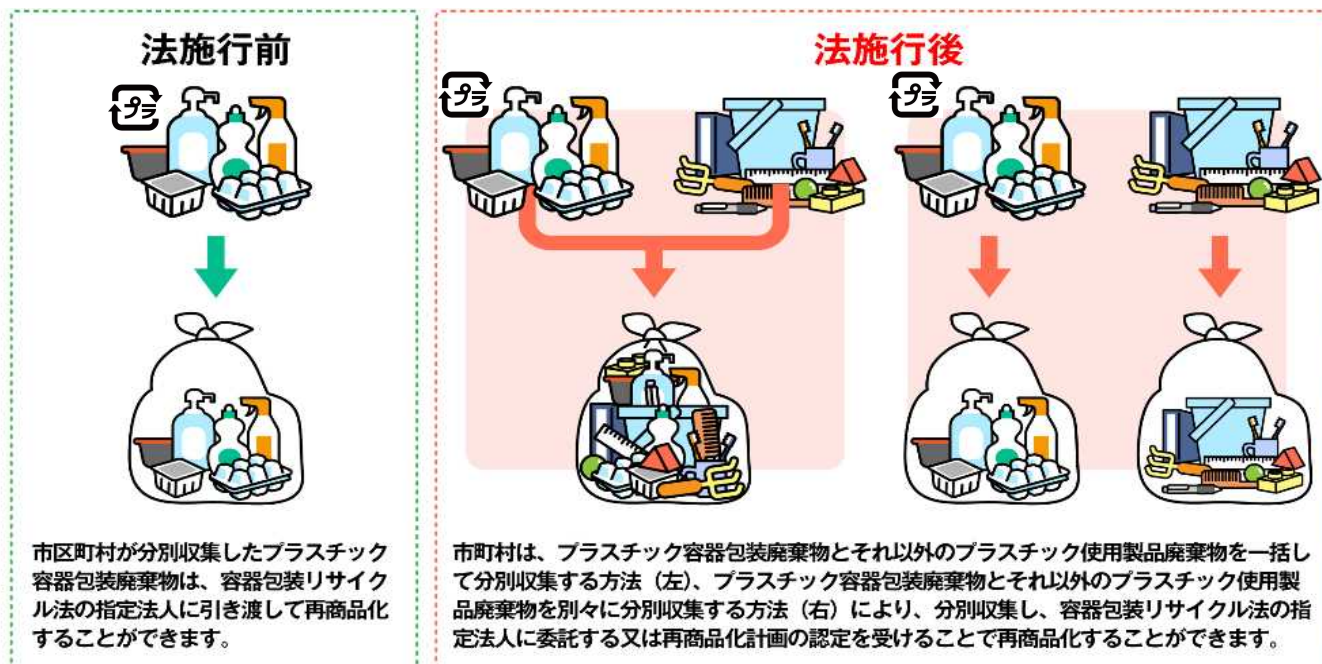 法施行前
プラ
市区町村が分別収集したプラスチック
容器包装廃棄物は、容器包装リサイク
ル法の指定法人に引き渡して再商品化
することができます。
法施行後
プラ
プラ
市町村は、プラスチック容器包装廃棄物とそれ以外のプラスチック使用製品廃棄物を一括し
て分別収集する方法（左）、プラスチック容器包装廃棄物とそれ以外のプラスチック使用製
品廃棄物を別々に分別収集する方法（右）により、分別収集し、容器包装リサイクル法の指
定法人に委託する又は再商品化計画の認定を受けることで再商品化することができます。